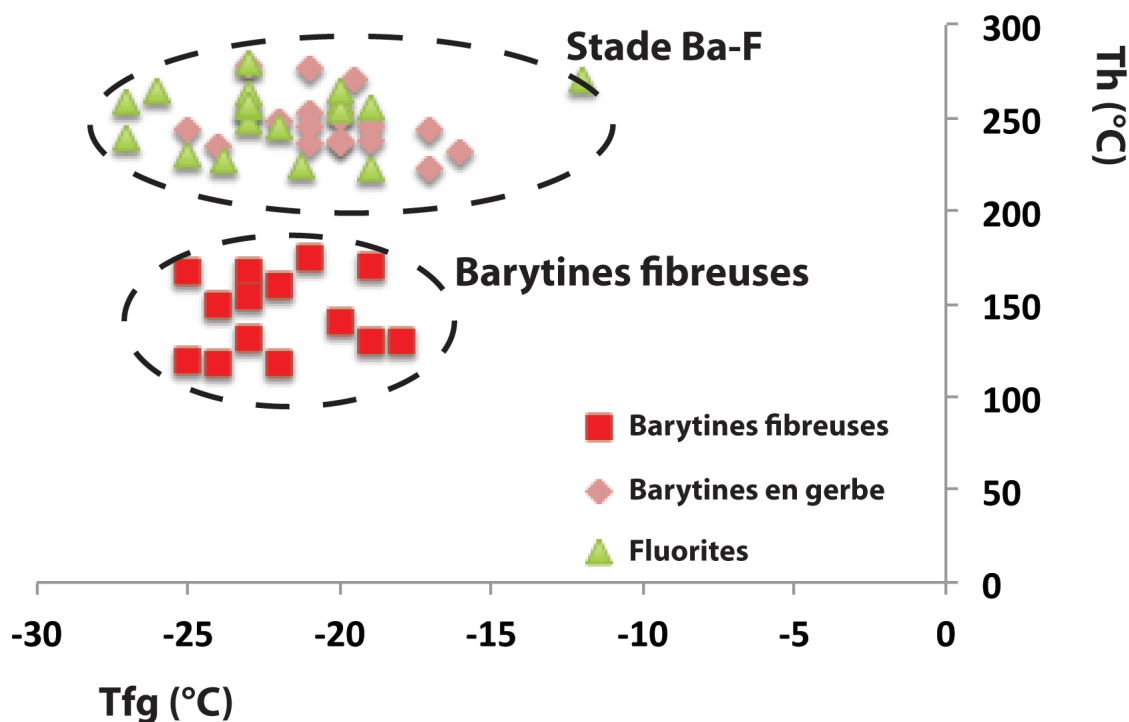 Stade Ba-F
300
Th (°C)
250
200
Barytines fibreuses
150
100
Barytines fibreuses
Barytines en gerbe
50
Fluorites
0
-30
-25
-20
-15
-10
-5
0
Tfg (°C)